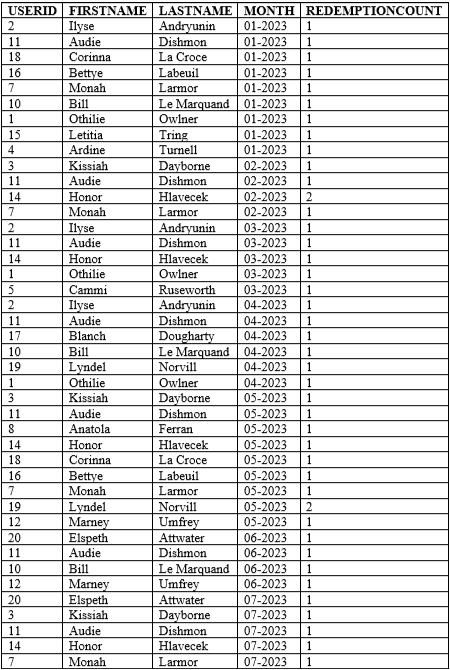 USERID FIRSTNAME LASTNAME MONTH REDEMPTIONCOUNT
2 Ilyse Andryunin 01-2023 1
11 Audie Dishmon 01-2023 1
18 Corinna La Croce 01-2023 1
16 Bettye Labeuil 01-2023 1
7 Monah Larmor 01-2023 1
10 Bill Le Marquand 01-2023 1
1 Othilie Owlner 01-2023 1
15 Letitia Tring 01-2023 1
4 Ardine Turnell 01-2023 1
3 Kissiah Dayborne 02-2023 1
11 Audie Dishmon 02-2023 1
14 Honor Hlavecek 02-2023 2
7 Monah Larmor 02-2023 1
2 Ilyse Andryunin 03-2023 1
11 Audie Dishmon 03-2023 1
14 Honor Hlavecek 03-2023 1
1 Othilie Owlner 03-2023 1
5 Cammi Ruseworth 03-2023 1
2 Ilyse Andryunin 04-2023 1
11 Audie Dishmon 04-2023 1
17 Blanch Dougharty 04-2023 1
10 Bill Le Marquand 04-2023 1
19 Lyndel Norvill 04-2023 1
1 Othilie Owlner 04-2023 1
3 Kissiah Dayborne 05-2023 1
11 Audie Dishmon 05-2023 1
8 Anatola Ferran 05-2023 1
14 Honor Hlavecek 05-2023 1
18 Corinna La Croce 05-2023 1
16 Bettye Labeuil 05-2023 1
7 Monah Larmor 05-2023 1
19 Lyndel Norvill 05-2023 2
12 Marney Umfrey 05-2023 1
20 Elspeth Attwater 06-2023 1
11 Audie Dishmon 06-2023 1
10 Bill Le Marquand 06-2023 1
12 Marney Umfrey 06-2023 1
20 Elspeth Attwater 07-2023 1
3 Kissiah Dayborne 07-2023 1
11 Audie Dishmon 07-2023 1
14 Honor Hlavecek 07-2023 1
7 Monah Larmor 07-2023 1